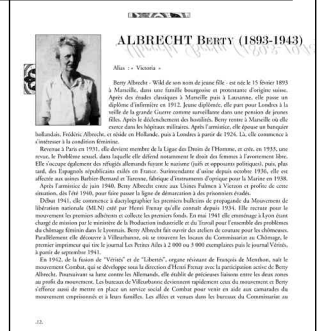 ALBRECHT BERTY (1893-1943)
Alias : « Victoria »
Berty Albrecht - Wild de son nom de jeune fille - est née le 15 février 1893
à Marseille, dans une famille bourgeoise et protestante d'origine suisse.
Après des études classiques à Marseille puis à Lausanne, elle passe un
diplôme d'infirmière en 1912. Jeune diplômée, elle part pour Londres à la
veille de la grande Guerre comme surveillante dans une pension de jeunes
filles. Après le déclenchement des hostilités, Berty rentre à Marseille où elle
exerce dans les hôpitaux militaires. Après l'armistice, elle épouse un banquier
hollandais, Frédéric Albrecht, et réside en Hollande, puis à Londres à partir de 1924. Là, elle commence à
s'intéresser à la condition féminine.
Revenue à Paris en 1931, elle devient membre de la Ligue des Droits de l'Homme, et crée, en 1933, une
revue, le Problème sexuel, dans laquelle elle défend notamment le droit des femmes à l'avortement libre.
Elle s'occupe également des réfugiés allemands fuyant le nazisme (juifs et opposants politiques), puis, plus
tard, des Espagnols républicains exilés en France. Surintendante d'usine depuis octobre 1936, elle est
affectée aux usines Barbier-Bernard et Turenne, fabrique d'instruments d'optique pour la Marine en 1938.
Après l'armistice de juin 1940, Berty Albrecht entre aux Usines Fulmen à Vierzon et profite de cette
situation, dès l'été 1940, pour faire passer la ligne de démarcation à des prisonniers évadés.
Début 1941, elle commence à dactylographier les premiers bulletins de propagande du Mouvement de
libération nationale (MLN) créé par Henri Frenay qu'elle connaît depuis 1934. Elle recrute pour le
mouvement les premiers adhérents et collecte les premiers fonds. En mai 1941 elle emménage à Lyon étant
chargé de mission par le ministère de la Production industrielle et du Travail pour l'ensemble des problèmes
du chômage féminin dans le Lyonnais. Berty Albrecht fait ouvrir des ateliers de couture pour les chômeuses.
Parallèlement elle découvre à Villeurbanne, où se trouvent les locaux du Commissariat au Chômage, le
premier imprimeur qui tire le journal Les Petites Ailes à 2 000 ou 3 000 exemplaires puis le journal Vérités,
à partir de septembre 1941.
En 1942, de la fusion de "Vérités" et de "Libertés", organe résistant de François de Menthon, naît le
mouvement Combat, qui se développe sous la direction d'Henri Frenay avec la participation active de Berty
Albrecht. Poursuivant sa lutte contre les Allemands, elle établit de précieuses liaisons entre les deux zones
au profit du mouvement. Les bureaux de Villeurbanne deviennent rapidement ceux du mouvement et Berty
s'efforce aussi de mettre en place un service social de Combat pour venir en aide aux camarades du
mouvement emprisonnés et à leurs familles. Les allées et venues dans les bureaux du Commissariat au